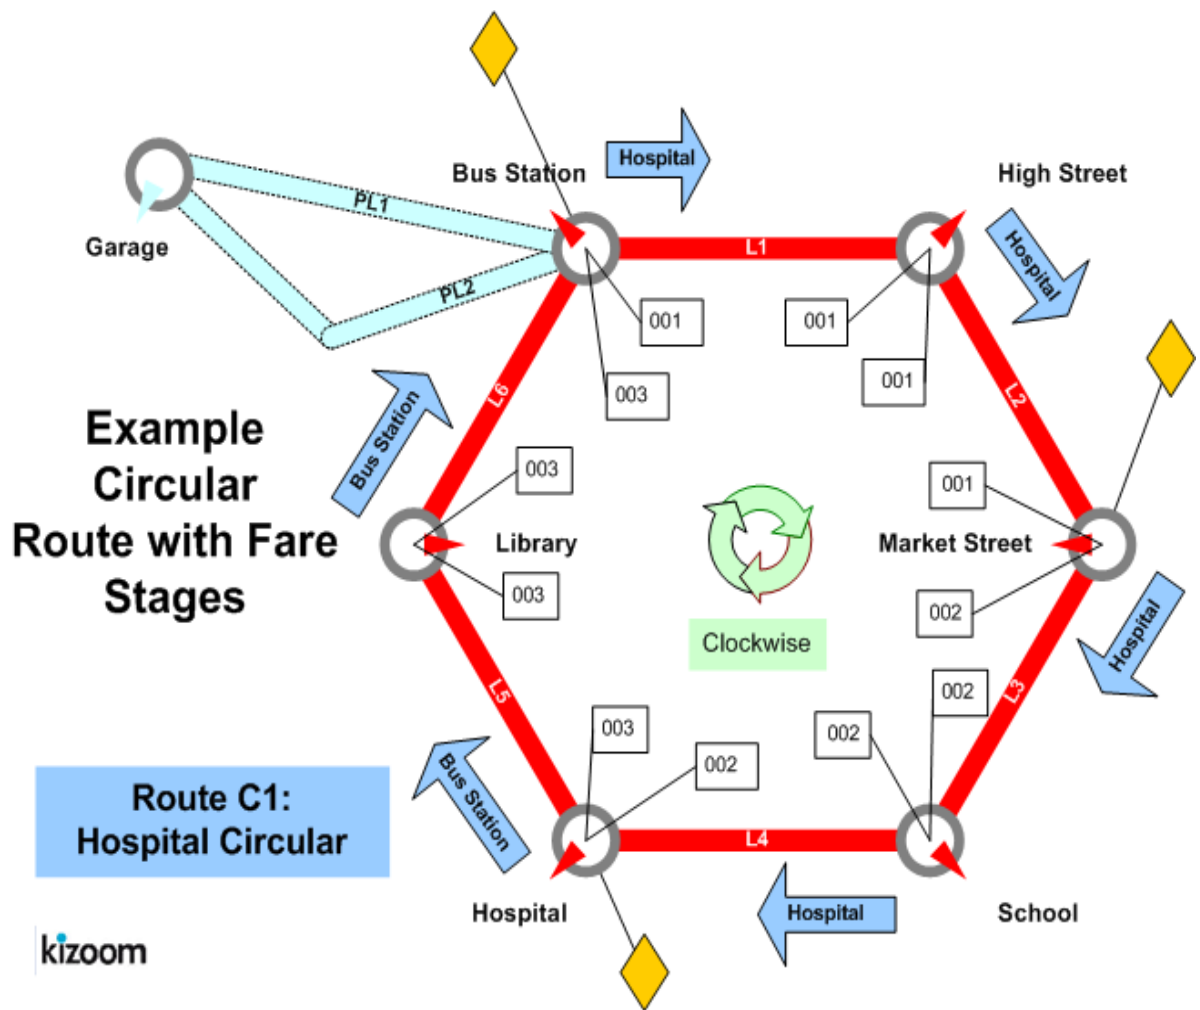 Hospital
Bus Station
High Street
PL1
Garage
L1
Hospital
PL2
001
001
003
001
L6
L2
Bus Station
Example
Circular
Route with Fare
Stages
003
001
Library
Market Street
003
002
Clockwise
Hospital
L5
L3
002
003
002
002
Bus Station
Route C1:
Hospital Circular
L4
Hospital
Hospital
School
kizoom